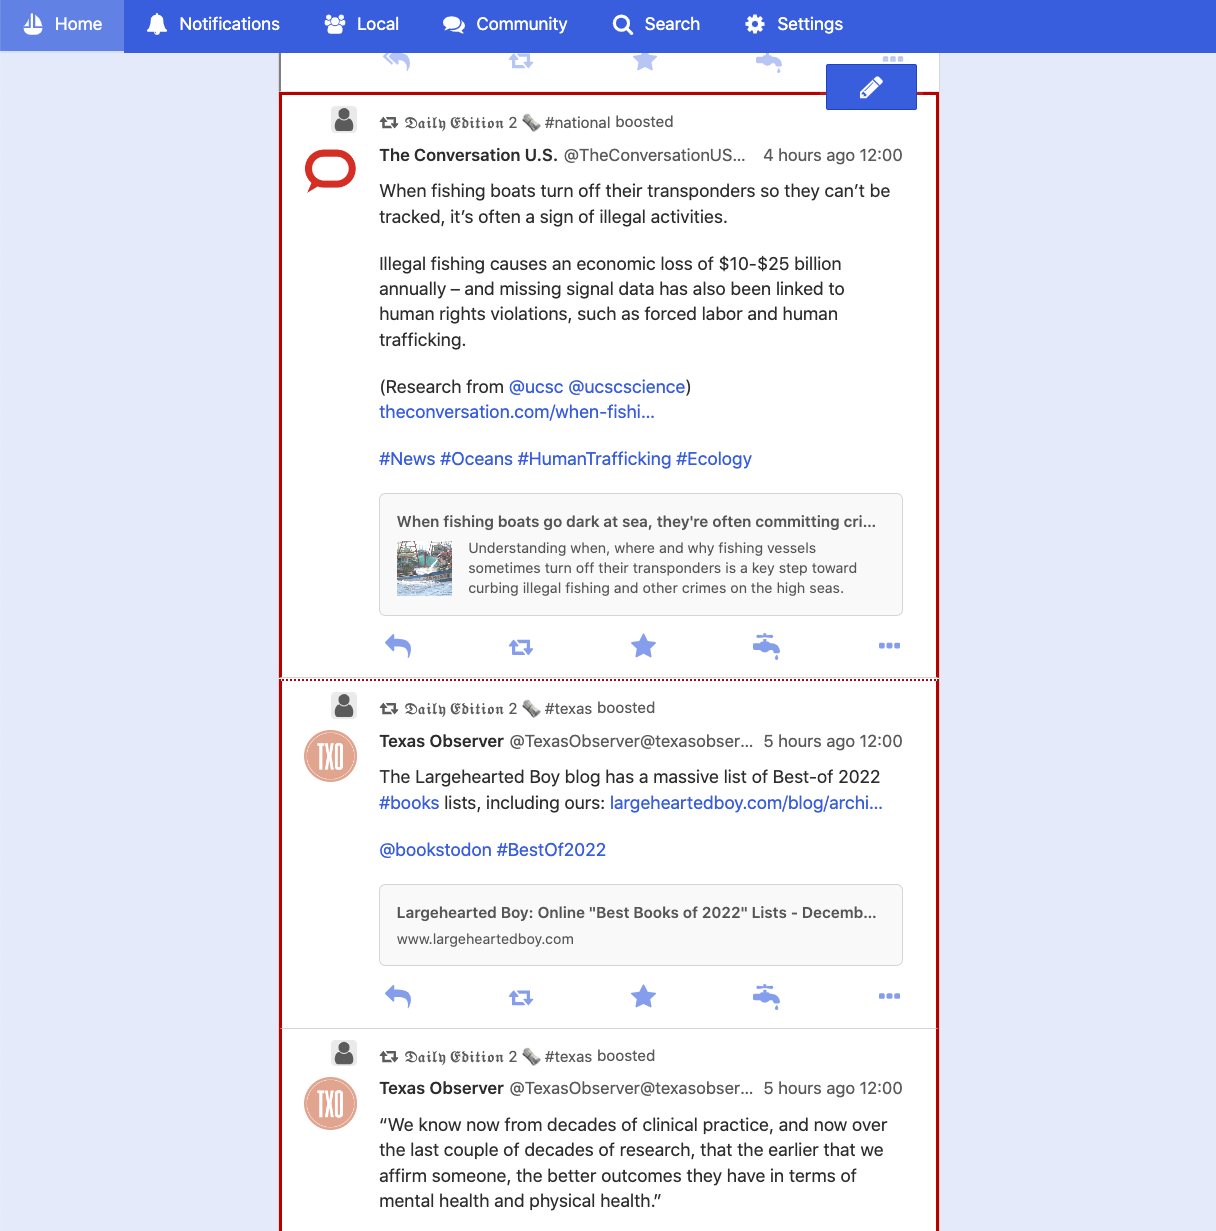 Home Notifications Local Community Search Settings
𝕯𝖆𝖎𝖑𝖞 𝕰𝖉𝖎𝖙𝖎𝖔𝖓 2 🗞️ #national boosted
The Conversation U.S. @TheConversationUS... 4 hours ago 12:00
When fishing boats turn off their transponders so they can’t be
tracked, it’s often a sign of illegal activities.
Illegal fishing causes an economic loss of $10-$25 billion
annually – and missing signal data has also been linked to
human rights violations, such as forced labor and human
trafficking.
(Research from @ucsc @ucscscience)
theconversation.com/when-fishi...
#News #Oceans #HumanTrafficking #Ecology
When fishing boats go dark at sea, they're often committing cri...
Understanding when, where and why fishing vessels
sometimes turn off their transponders is a key step toward
curbing illegal fishing and other crimes on the high seas.
𝕯𝖆𝖎𝖑𝖞 𝕰𝖉𝖎𝖙𝖎𝖔𝖓 2 🗞️ #texas boosted
TXO
Texas Observer @TexasObserver@texasobser... 5 hours ago 12:00
The Largehearted Boy blog has a massive list of Best-of 2022
#books lists, including ours: largeheartedboy.com/blog/archi...
@bookstodon #BestOf2022
Largehearted Boy: Online "Best Books of 2022" Lists - Decemb...
www.largeheartedboy.com
𝕯𝖆𝖎𝖑𝖞 𝕰𝖉𝖎𝖙𝖎𝖔𝖓 2 🗞️ #texas boosted
TXO
Texas Observer @TexasObserver@texasobser... 5 hours ago 12:00
“We know now from decades of clinical practice, and now over
the last couple of decades of research, that the earlier that we
affirm someone, the better outcomes they have in terms of
mental health and physical health.”